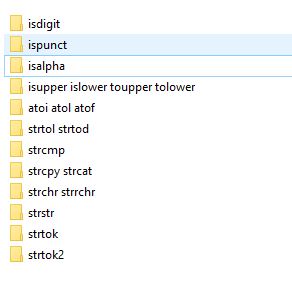 isdigit
ispunct
isalpha
isupper islower toupper tolower
atoi atol atof
strtol strtod
strcmp
strcpy strcat
strchr strrchr
strstr
strtok
strtok2